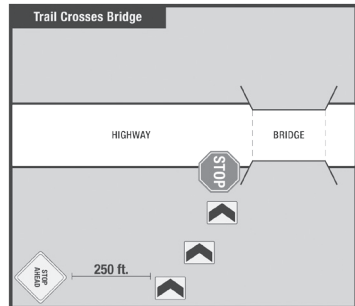 Trail Crosses Bridge
HIGHWAY
BRIDGE
STOP
250 ft.
STOP
AHEAD